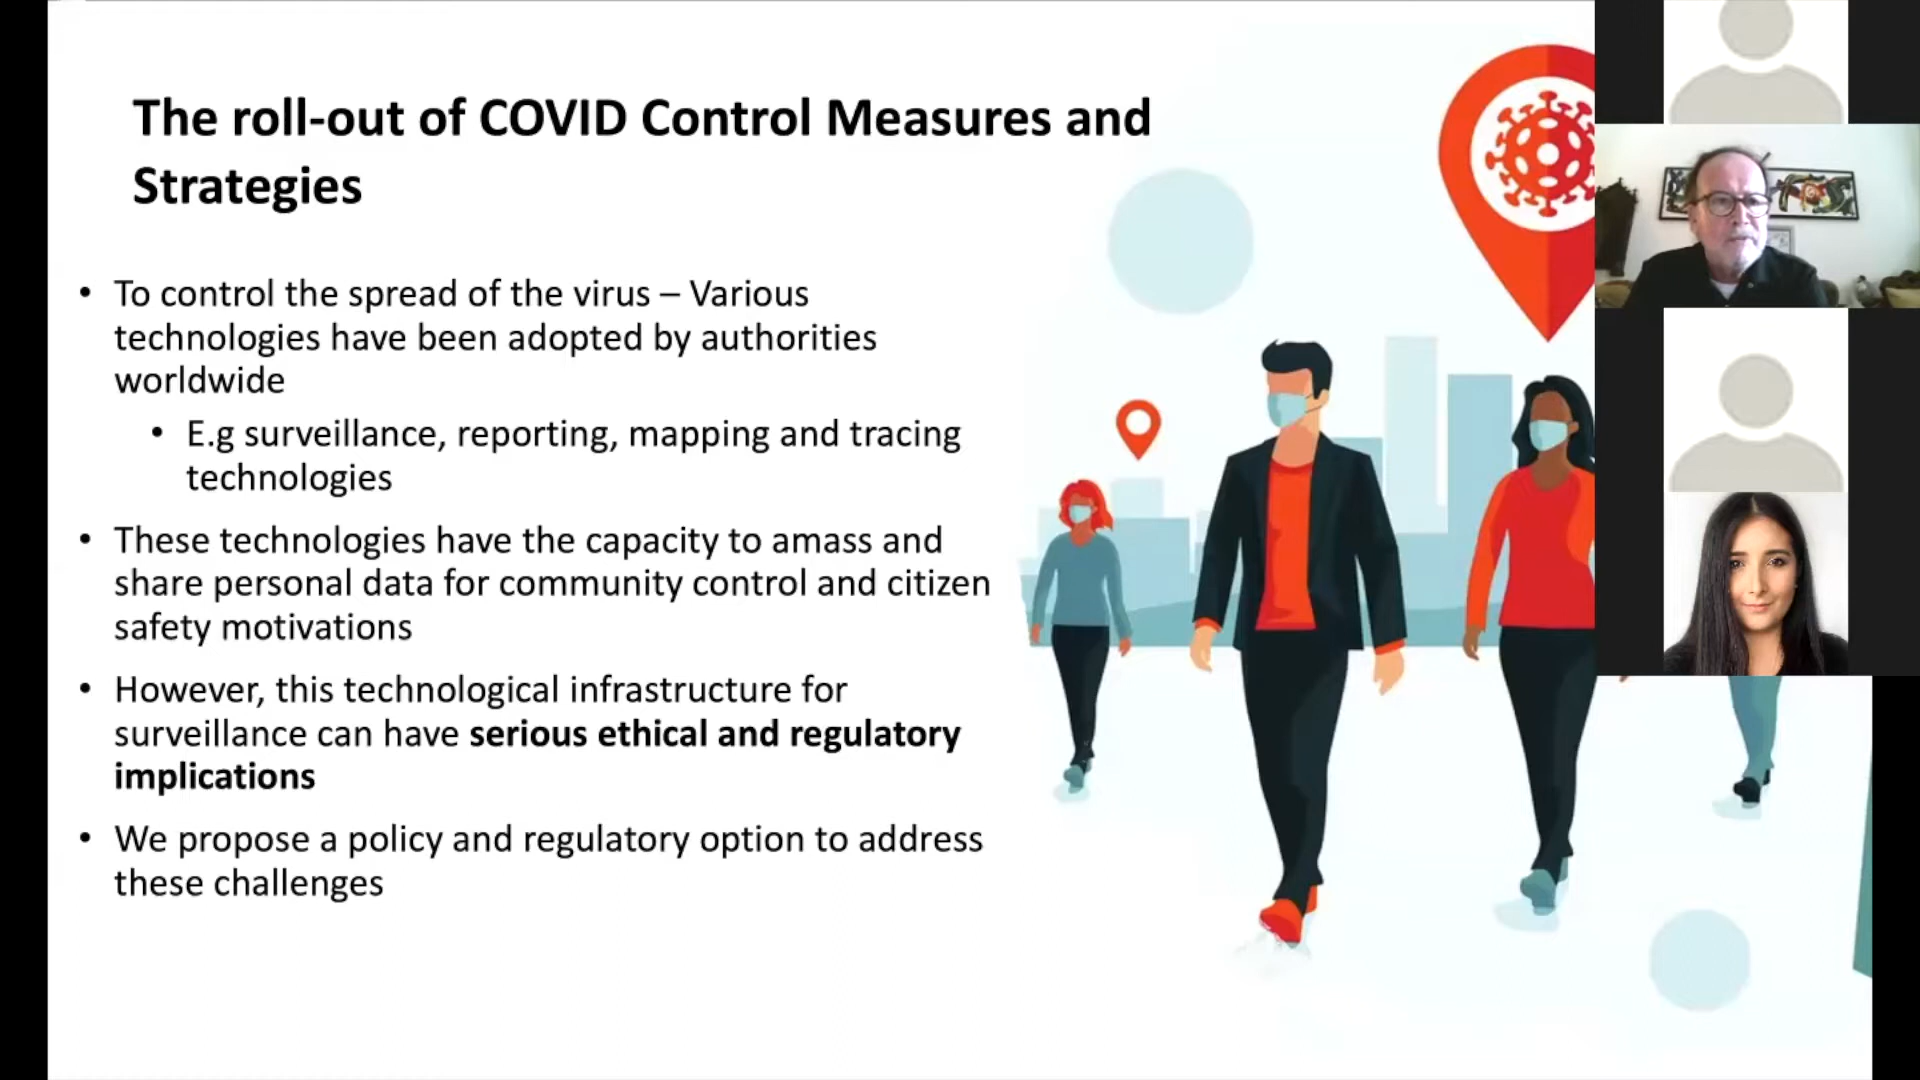 The roll-out of COVID Control Measures and
Strategies
• To control the spread of the virus – Various
technologies have been adopted by authorities
worldwide
• E.g surveillance, reporting, mapping and tracing
technologies
• These technologies have the capacity to amass and
share personal data for community control and citizen
safety motivations
• However, this technological infrastructure for
surveillance can have serious ethical and regulatory
implications
• We propose a policy and regulatory option to address
these challenges